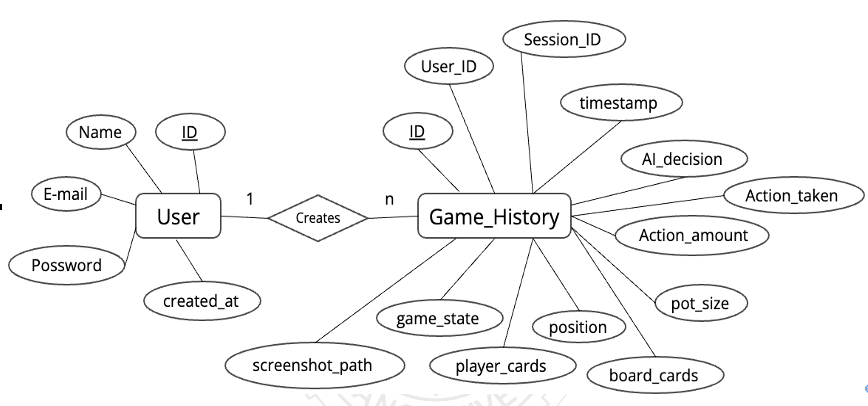 Session_ID
User_ID
timestamp
Name
ID
ID
AI_decision
E-mail
1
n
Action_taken
User
Creates
Game_History
Action_amount
Possword
created_at
pot_size
game_state
position
screenshot_path
player_cards
board_cards